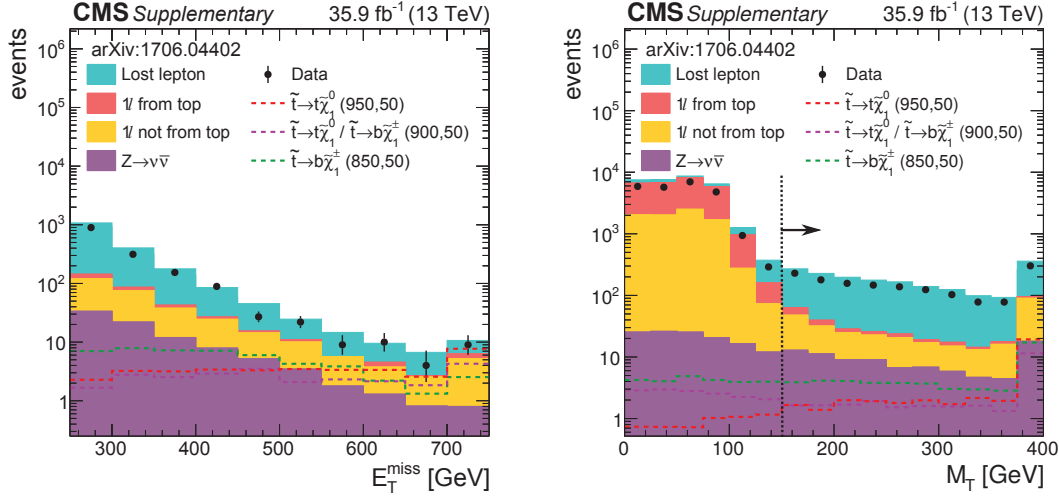 CMS Supplementary 35.9 fb⁻¹ (13 TeV)
arXiv:1706.04402
events
10⁶
10⁵
10⁴
10³
10²
10
1
Lost lepton
1l from top
1l not from top
Z→νν̄
Data
t̃→tχ̃₁⁰ (950,50)
t̃→tχ̃₁⁰ / t̃→bχ̃₁± (900,50)
t̃→bχ̃₁± (850,50)
300 400 500 600 700
E_T^miss [GeV]
CMS Supplementary 35.9 fb⁻¹ (13 TeV)
arXiv:1706.04402
events
10⁶
10⁵
10⁴
10³
10²
10
1
Lost lepton
1l from top
1l not from top
Z→νν̄
Data
t̃→tχ̃₁⁰ (950,50)
t̃→tχ̃₁⁰ / t̃→bχ̃₁± (900,50)
t̃→bχ̃₁± (850,50)
0 100 200 300 400
M_T [GeV]